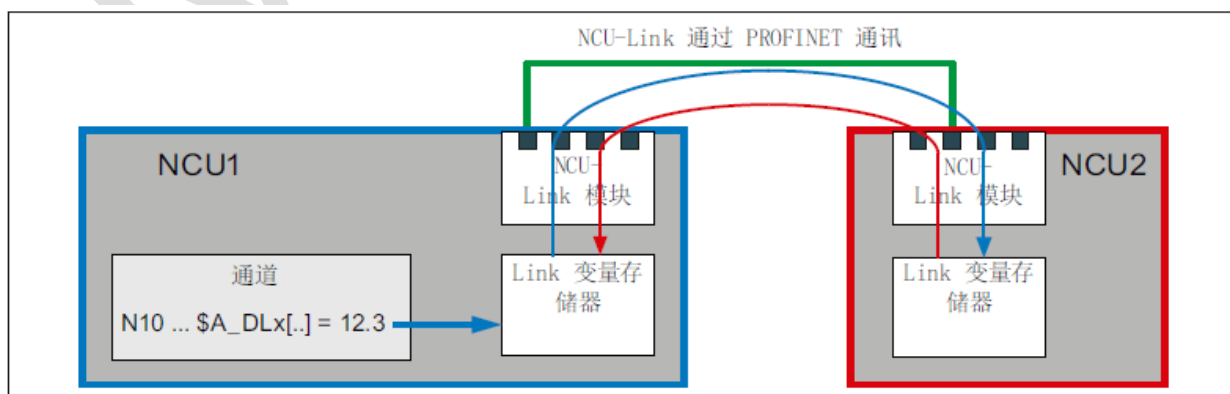 NCU-Link 通过 PROFINET 通讯
NCU1
NCU-
Link 模块
NCU-
Link 模块
NCU2
通道
N10 ... $A_DLx[..] = 12.3
Link 变量存
储器
Link 变量存
储器